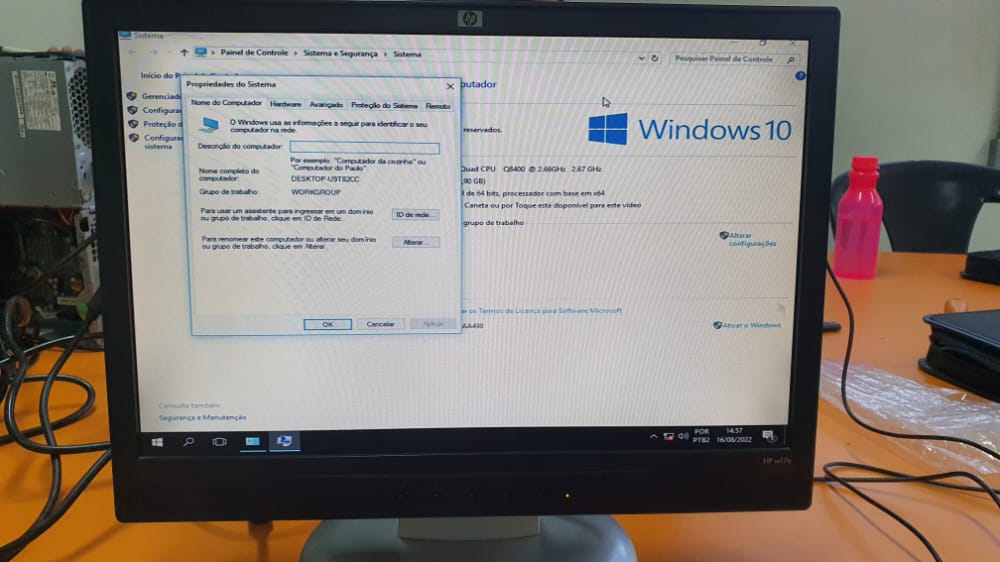 hp
Sistema
Painel de Controle › Sistema e Segurança › Sistema
Pesquisar Painel de Controle
Início do
Propriedades do Sistema
Nome do Computador
Hardware
Avançado
Proteção do Sistema
Remoto
O Windows usa as informações a seguir para identificar o seu
computador na rede.
Descrição do computador:
Por exemplo: "Computador da cozinha" ou
"Computador do Paulo".
Nome completo do
computador:
DESKTOP-U9T82CC
Grupo de trabalho:
WORKGROUP
Para usar um assistente para ingressar em um domínio
ou grupo de trabalho, clique em ID de Rede.
ID de rede...
Para renomear este computador ou alterar seu domínio
ou grupo de trabalho, clique em Alterar.
Alterar...
OK
Cancelar
Aplicar
Gerenciad
Configura
Proteção d
Configura
sistema
putador
reservados.
Windows 10
Quad CPU Q8400 @ 2.66GHz 2.67 GHz
,90 GB)
l de 64 bits, processador com base em x64
Caneta ou por Toque está disponível para este vídeo
grupo de trabalho
Alterar
configurações
ar os Termos de Licença para Software Microsoft
AA498
Ativar o Windows
Consulte também
Segurança e Manutenção
POR
PTB2
14:57
16/08/2022
HP w17e